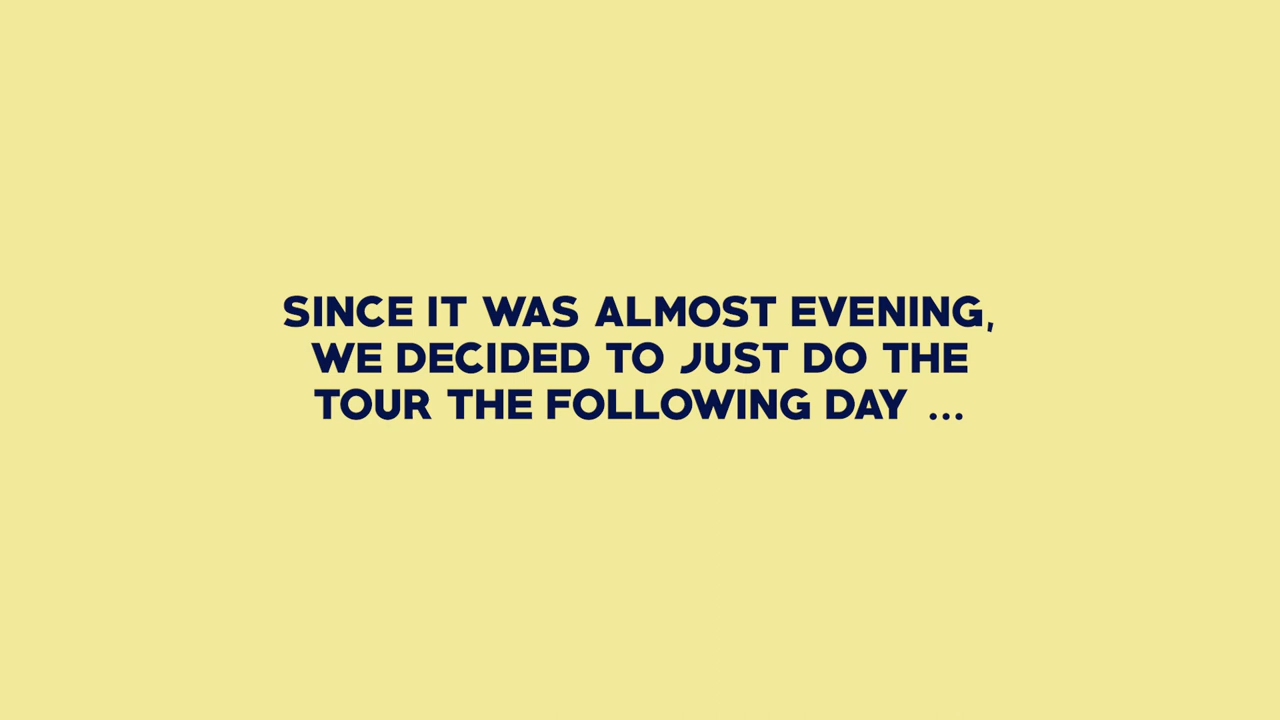 SINCE IT WAS ALMOST EVENING,
WE DECIDED TO JUST DO THE
TOUR THE FOLLOWING DAY ...